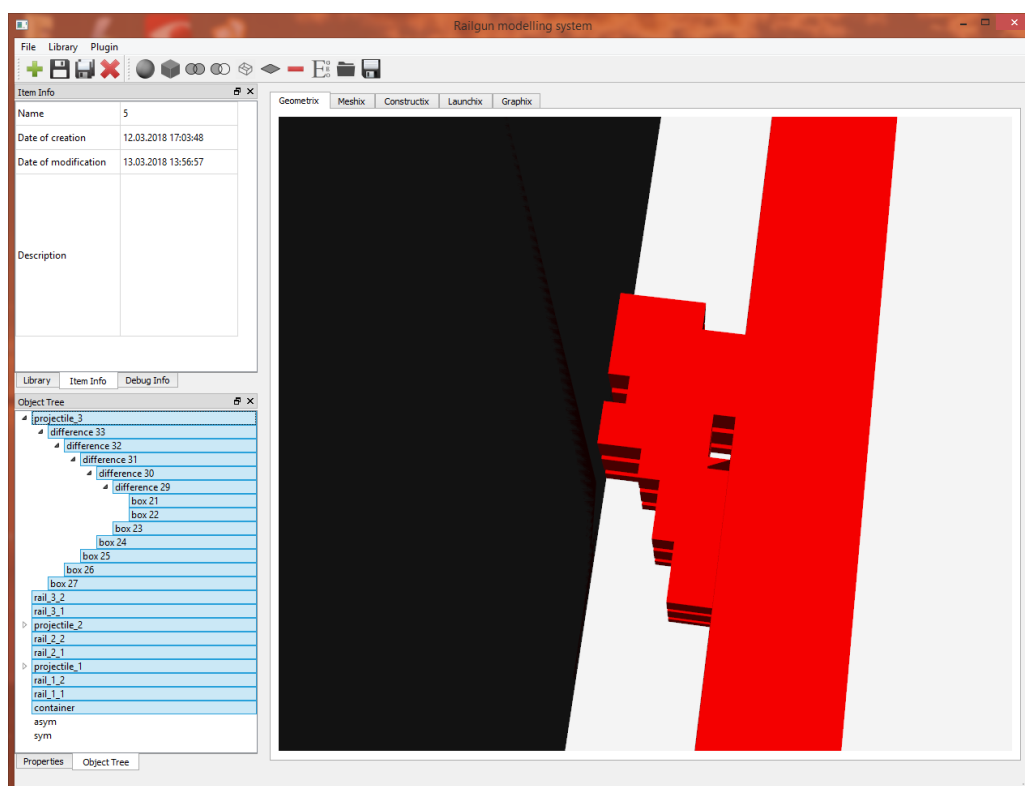 Railgun modelling system
File Library Plugin
Item Info
Name 5
Date of creation 12.03.2018 17:03:48
Date of modification 13.03.2018 13:56:57
Description
Library Item Info Debug Info
Object Tree
projectile_3
difference 33
difference 32
difference 31
difference 30
difference 29
box 21
box 22
box 23
box 24
box 25
box 26
box 27
rail_3_2
rail_3_1
projectile_2
rail_2_2
rail_2_1
projectile_1
rail_1_2
rail_1_1
container
asym
sym
Properties Object Tree
Geometrix Meshix Constructix Launchix Graphix